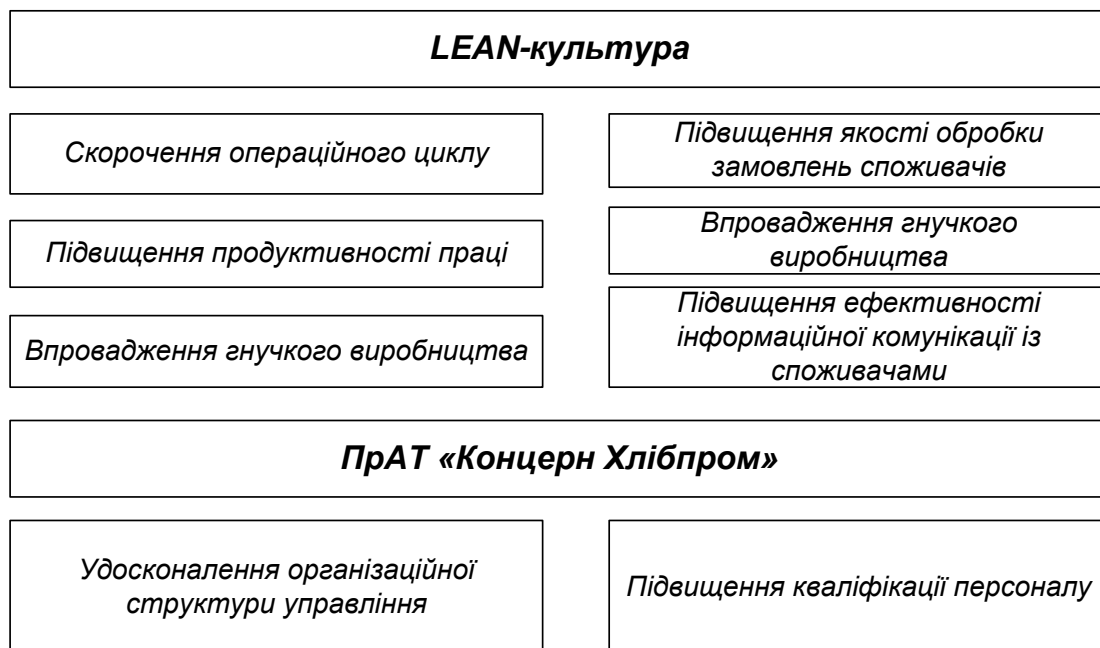 LEAN-культура
Скорочення операційного циклу
Підвищення якості обробки
замовлень споживачів
Підвищення продуктивності праці
Впровадження гнучкого
виробництва
Впровадження гнучкого виробництва
Підвищення ефективності
інформаційної комунікації із
споживачами
ПрАТ «Концерн Хлібпром»
Удосконалення організаційної
структури управління
Підвищення кваліфікації персоналу